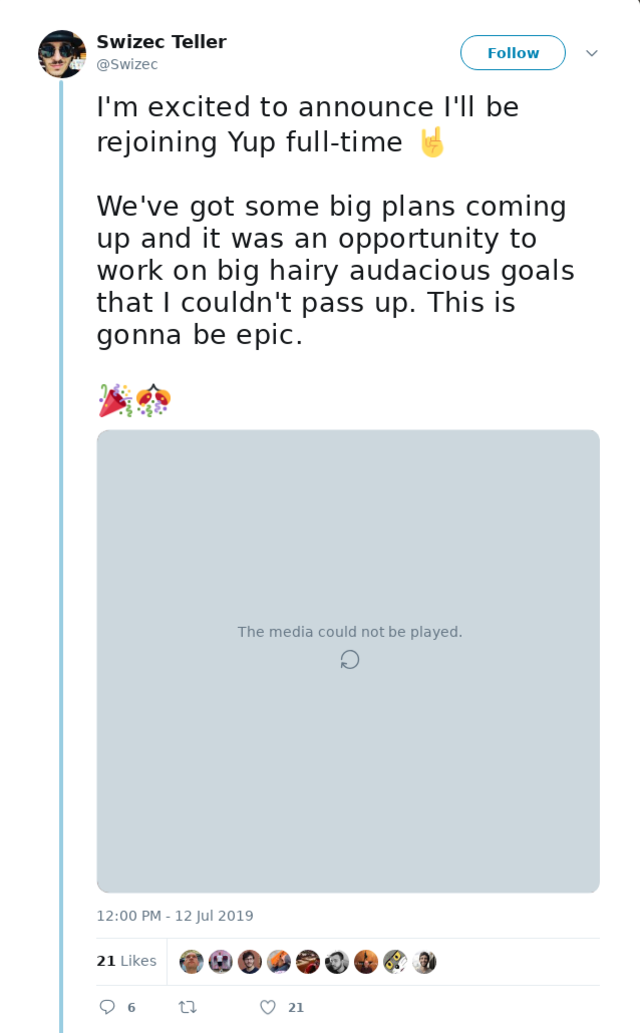 Swizec Teller
@Swizec
Follow
I'm excited to announce I'll be
rejoining Yup full-time 🤘
We've got some big plans coming
up and it was an opportunity to
work on big hairy audacious goals
that I couldn't pass up. This is
gonna be epic.
🎉🎊
The media could not be played.
12:00 PM - 12 Jul 2019
21 Likes
6 21